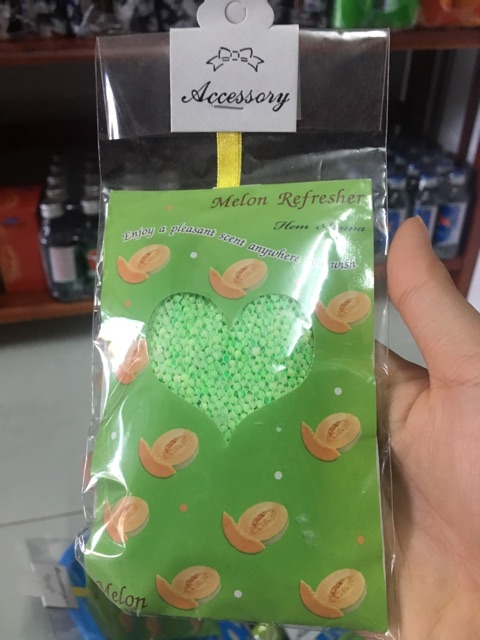 Accessory
Melon Refresher
Enjoy a pleasant scent anywhere wish
Melon